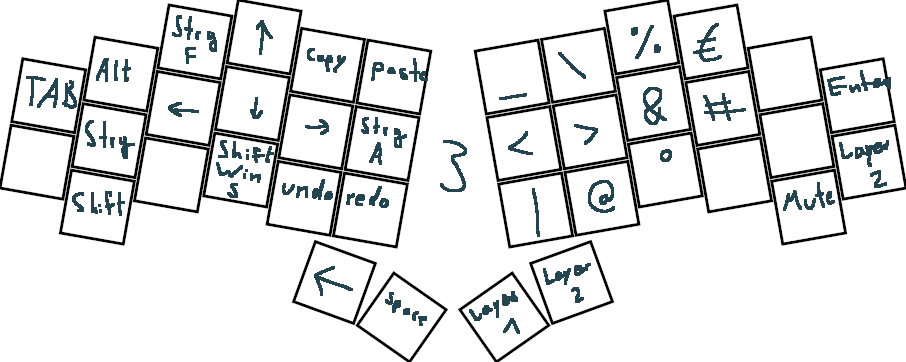 TAB
Alt
Strg
F
↑
copy
paste
_
\
%
€
Enter
Strg
←
↓
→
Strg
A
3
<
>
&
#
Layer
2
Shift
Shift
Win
S
undo
redo
|
@
°
Mute
←
Space
Layer
1
Layer
2